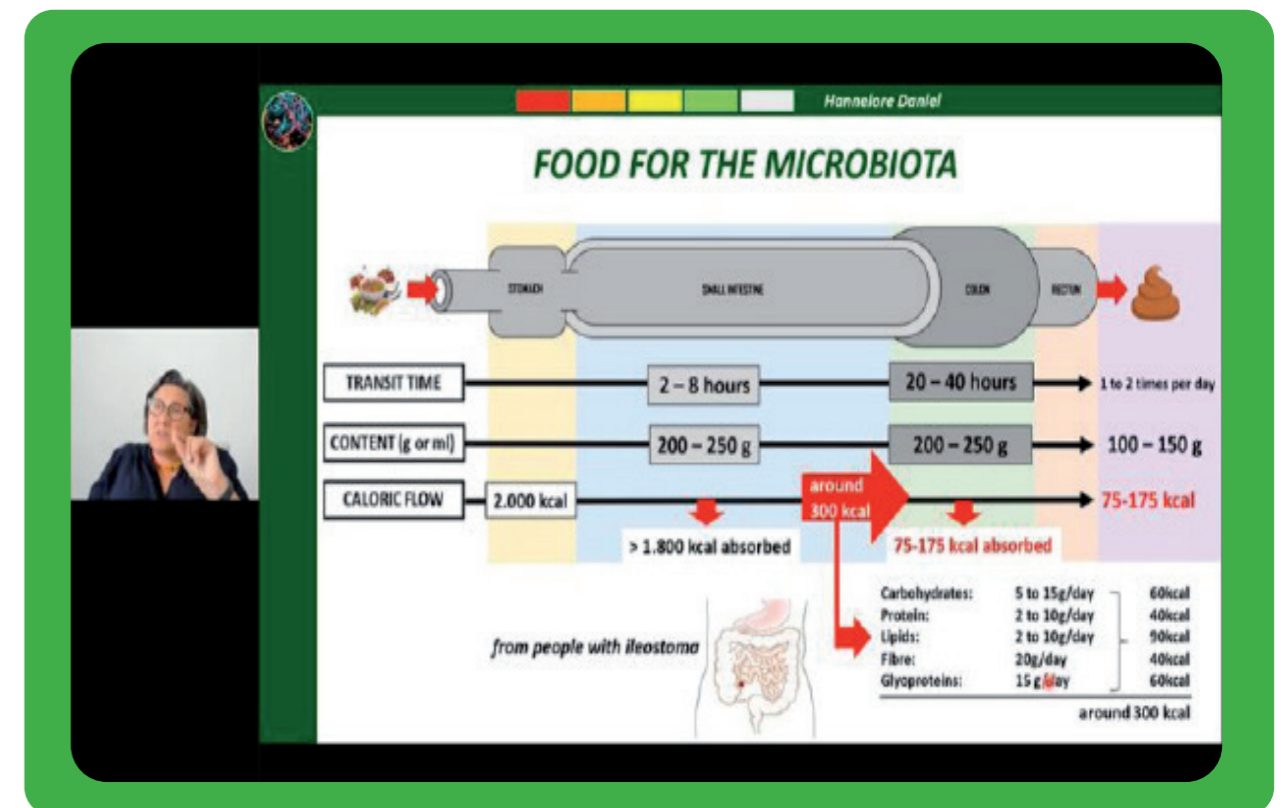 Hannelore Daniel
FOOD FOR THE MICROBIOTA
STOMACH
SMALL INTESTINE
COLON
RECTUM
TRANSIT TIME
2 – 8 hours
20 – 40 hours
1 to 2 times per day
CONTENT (g or ml)
200 – 250 g
200 – 250 g
100 – 150 g
CALORIC FLOW
2.000 kcal
around
300 kcal
75-175 kcal
> 1.800 kcal absorbed
75-175 kcal absorbed
from people with ileostoma
Carbohydrates: 5 to 15g/day 60kcal
Protein: 2 to 10g/day 40kcal
Lipids: 2 to 10g/day 90kcal
Fibre: 20g/day 40kcal
Glyoproteins: 15 g/day 60kcal
around 300 kcal